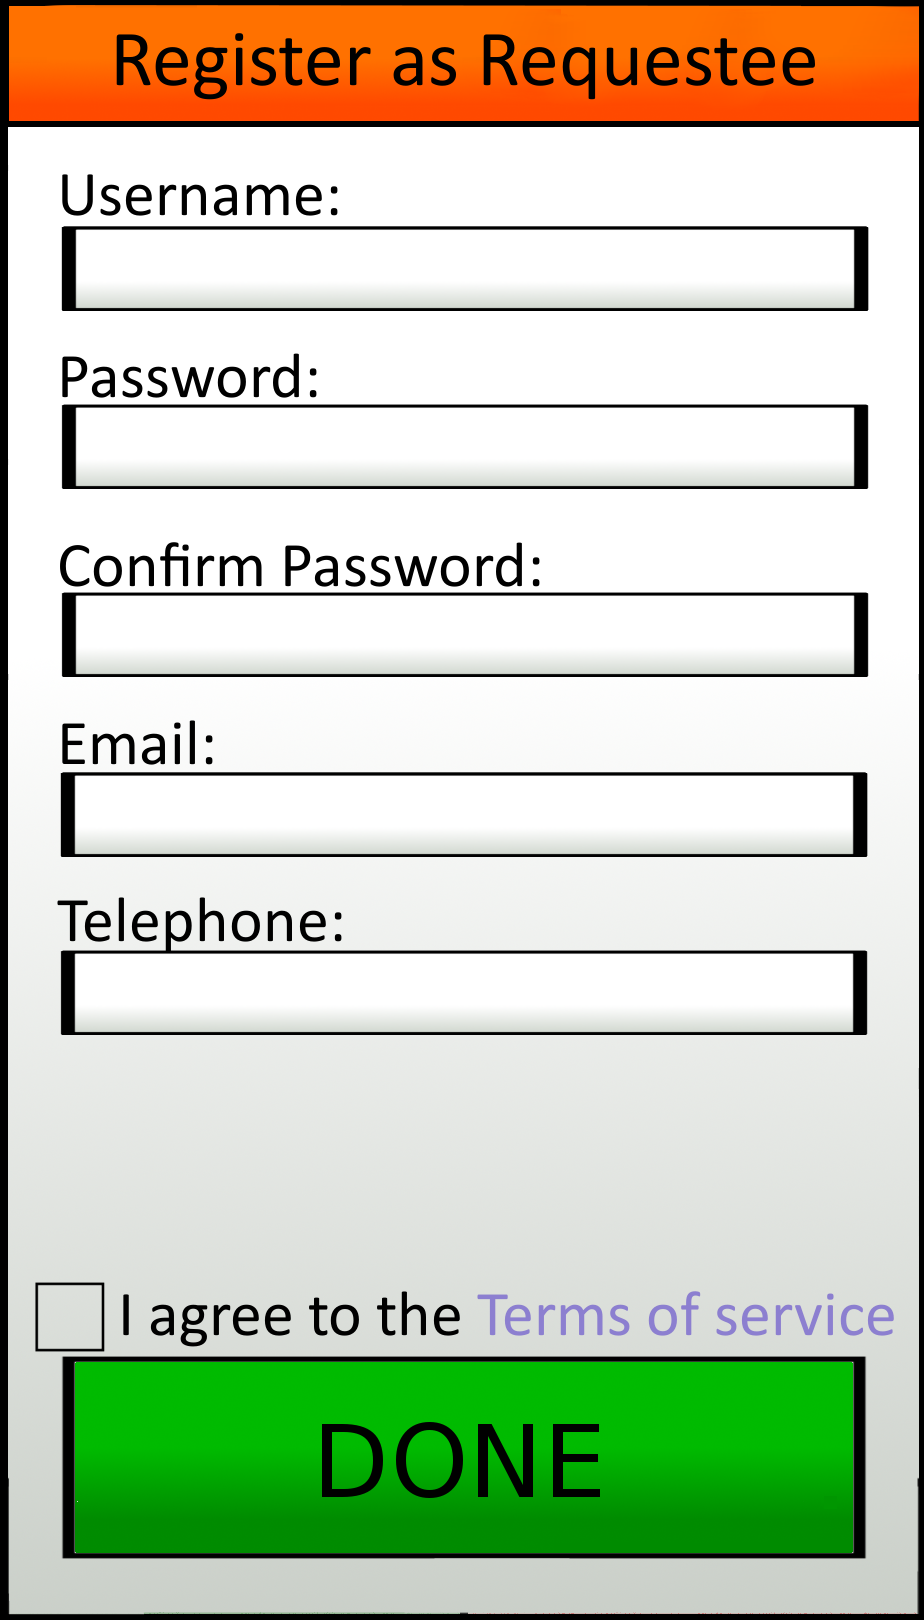 Register as Requestee
Username:
Password:
Confirm Password:
Email:
Telephone:
I agree to the Terms of service
DONE